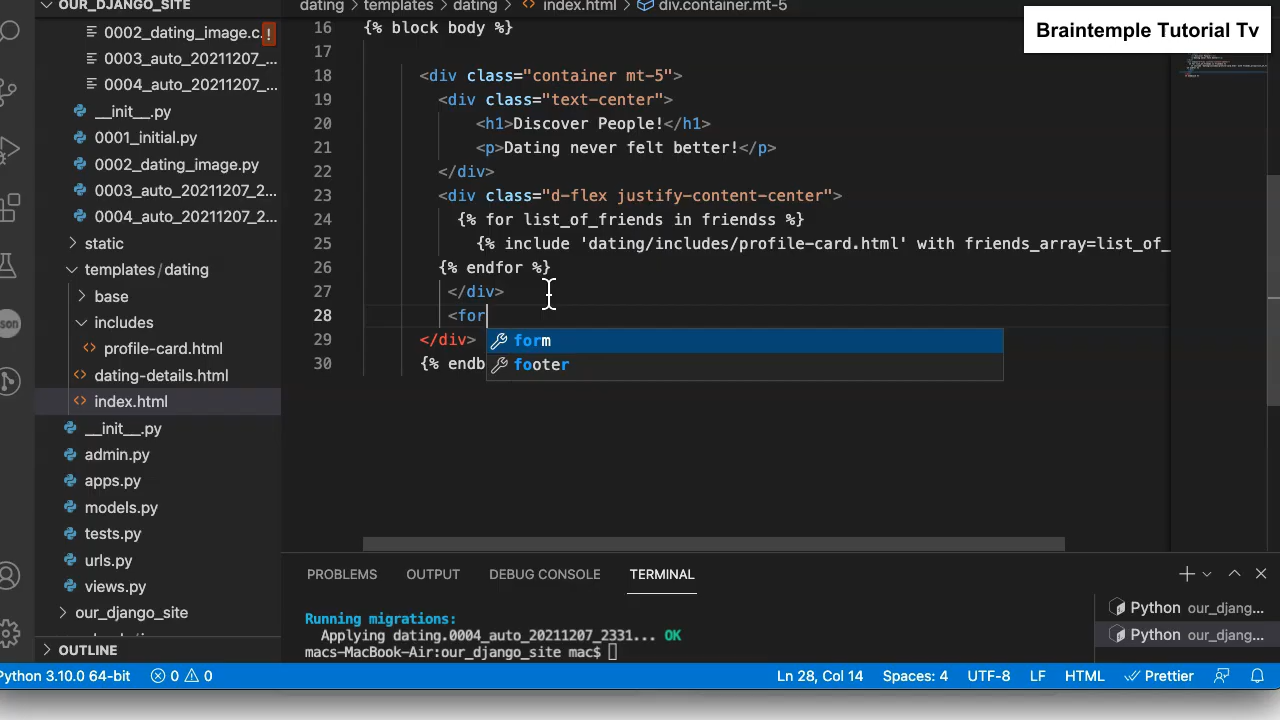 OUR_DJANGO_SITE
dating > templates > dating > index.html > div.container.mt-5
Braintemple Tutorial Tv
0002_dating_image.c...
!
0003_auto_20211207_...
0004_auto_20211207_...
__init__.py
0001_initial.py
0002_dating_image.py
0003_auto_20211207_2...
0004_auto_20211207_2...
static
templates/dating
base
includes
profile-card.html
dating-details.html
index.html
__init__.py
admin.py
apps.py
models.py
tests.py
urls.py
views.py
our_django_site
OUTLINE
16 {% block body %}
17
18 <div class="container mt-5">
19 <div class="text-center">
20 <h1>Discover People!</h1>
21 <p>Dating never felt better!</p>
22 </div>
23 <div class="d-flex justify-content-center">
24 {% for list_of_friends in friendss %}
25 {% include 'dating/includes/profile-card.html' with friends_array=list_of_
26 {% endfor %}
27 </div>
28 <for
29 </div>
30 {% endb
form
footer
PROBLEMS OUTPUT DEBUG CONSOLE TERMINAL
Running migrations:
Applying dating.0004_auto_20211207_2331... OK
macs-MacBook-Air:our_django_site mac$
Python our_djang...
Python our_djang...
Python 3.10.0 64-bit 0 0 Ln 28, Col 14 Spaces: 4 UTF-8 LF HTML Prettier